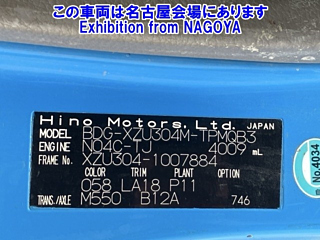 この車両は名古屋会場にあります
Exhibition from NAGOYA
Hino Motors, Ltd. JAPAN
MODEL BDG-XZU304M-TPMQB3
ENGINE N04C-TJ 4009 mL
FRAME NO. XZU304-1007884
COLOR TRIM PLANT OPTION
058 LA18 P11
TRANS./AXLE M550 B12A 746
No.4034